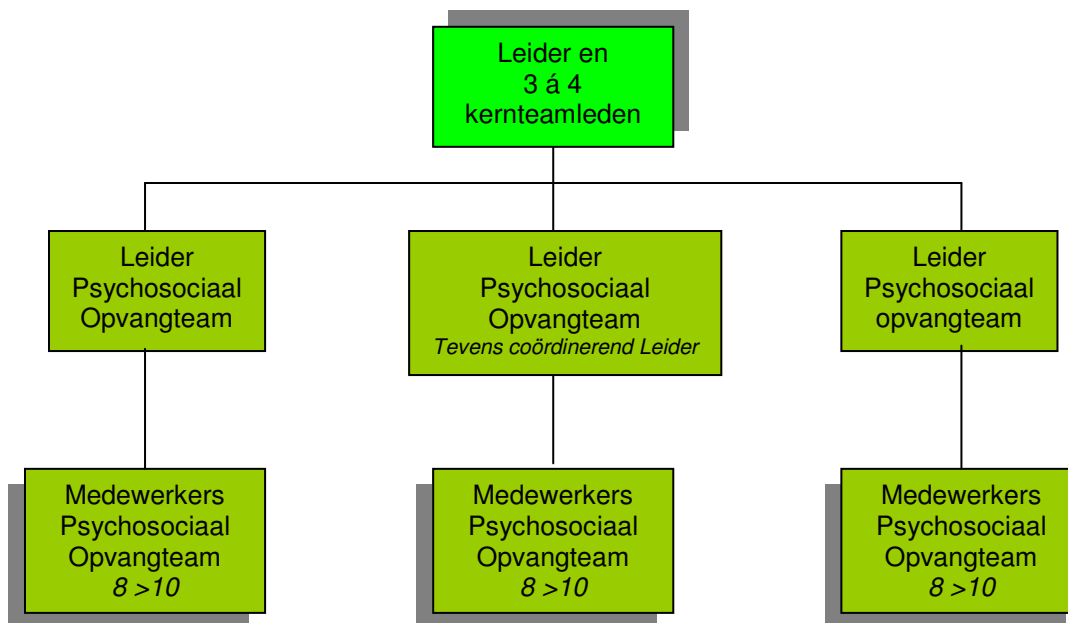 Leider en
3 á 4
kernteamleden
Leider
Psychosociaal
Opvangteam
Leider
Psychosociaal
Opvangteam
Tevens coördinerend Leider
Leider
Psychosociaal
opvangteam
Medewerkers
Psychosociaal
Opvangteam
8 >10
Medewerkers
Psychosociaal
Opvangteam
8 >10
Medewerkers
Psychosociaal
Opvangteam
8 >10